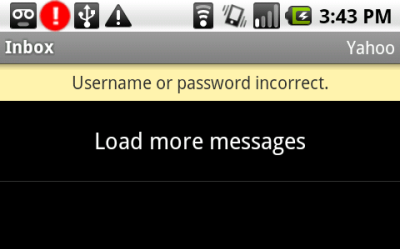 3:43 PM
Inbox Yahoo
Username or password incorrect.
Load more messages